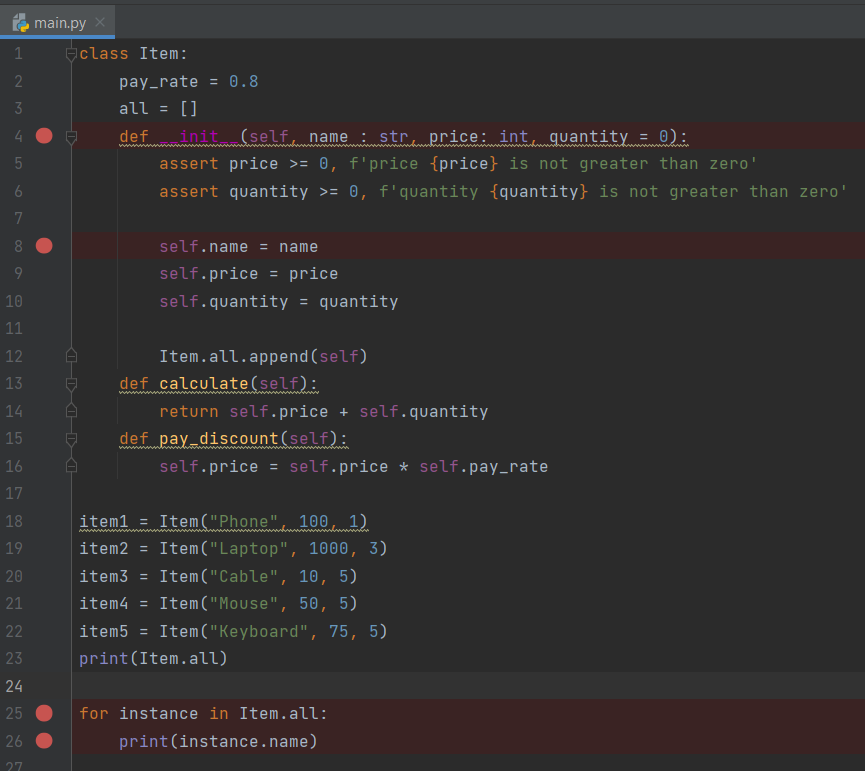 main.py
1 class Item:
2     pay_rate = 0.8
3     all = []
4     def __init__(self, name : str, price: int, quantity = 0):
5         assert price >= 0, f'price {price} is not greater than zero'
6         assert quantity >= 0, f'quantity {quantity} is not greater than zero'
7
8         self.name = name
9         self.price = price
10         self.quantity = quantity
11
12         Item.all.append(self)
13     def calculate(self):
14         return self.price + self.quantity
15     def pay_discount(self):
16         self.price = self.price * self.pay_rate
17
18 item1 = Item("Phone", 100, 1)
19 item2 = Item("Laptop", 1000, 3)
20 item3 = Item("Cable", 10, 5)
21 item4 = Item("Mouse", 50, 5)
22 item5 = Item("Keyboard", 75, 5)
23 print(Item.all)
24
25 for instance in Item.all:
26     print(instance.name)
27